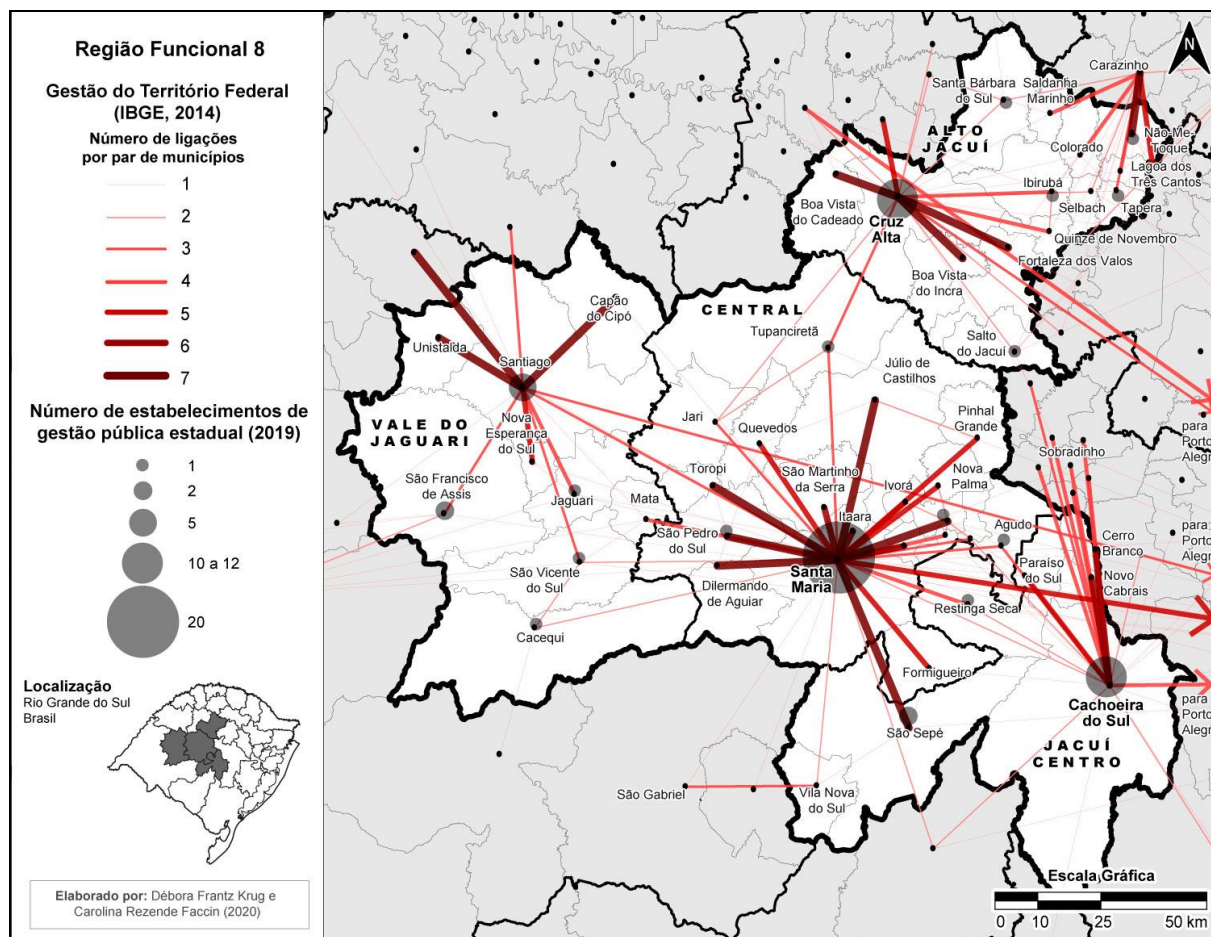 Região Funcional 8
Gestão do Território Federal
(IBGE, 2014)
Número de ligações
por par de municípios
1
2
3
4
5
6
7
Número de estabelecimentos de
gestão pública estadual (2019)
1
2
5
10 a 12
20
Localização
Rio Grande do Sul
Brasil
Elaborado por: Débora Frantz Krug e
Carolina Rezende Faccin (2020)
N
Carazinho
Santa Bárbara
do Sul
Saldanha
Marinho
ALTO
JACUÍ
Não-Me-
Toque
Colorado
Lagoa dos
Três Cantos
Ibirubá
Selbach
Tapera
Boa Vista
do Cadeado
Cruz
Alta
Quinze de Novembro
Fortaleza dos Valos
Boa Vista
do Incra
Capão
do Cipó
CENTRAL
Tupanciretã
Salto
do Jacuí
Unistalda
Santiago
Júlio de
Castilhos
VALE DO
JAGUARI
Nova
Esperança
do Sul
Jari
Quevedos
Pinhal
Grande
para
Porto
Alegr
Sobradinho
São Francisco
de Assis
Jaguari
Toropi
São Martinho
da Serra
Ivorá
Nova
Palma
Mata
Itaara
Agudo
São Pedro
do Sul
Cerro
Branco
para
Porto
Alegr
São Vicente
do Sul
Dilermando
de Aguiar
Santa
Maria
Paraíso
do Sul
Novo
Cabrais
Restinga Seca
Cacequi
Formigueiro
São Sepé
Cachoeira
do Sul
para
Porto
Alegr
JACUÍ
CENTRO
São Gabriel
Vila Nova
do Sul
Escala Gráfica
0 10 25 50 km